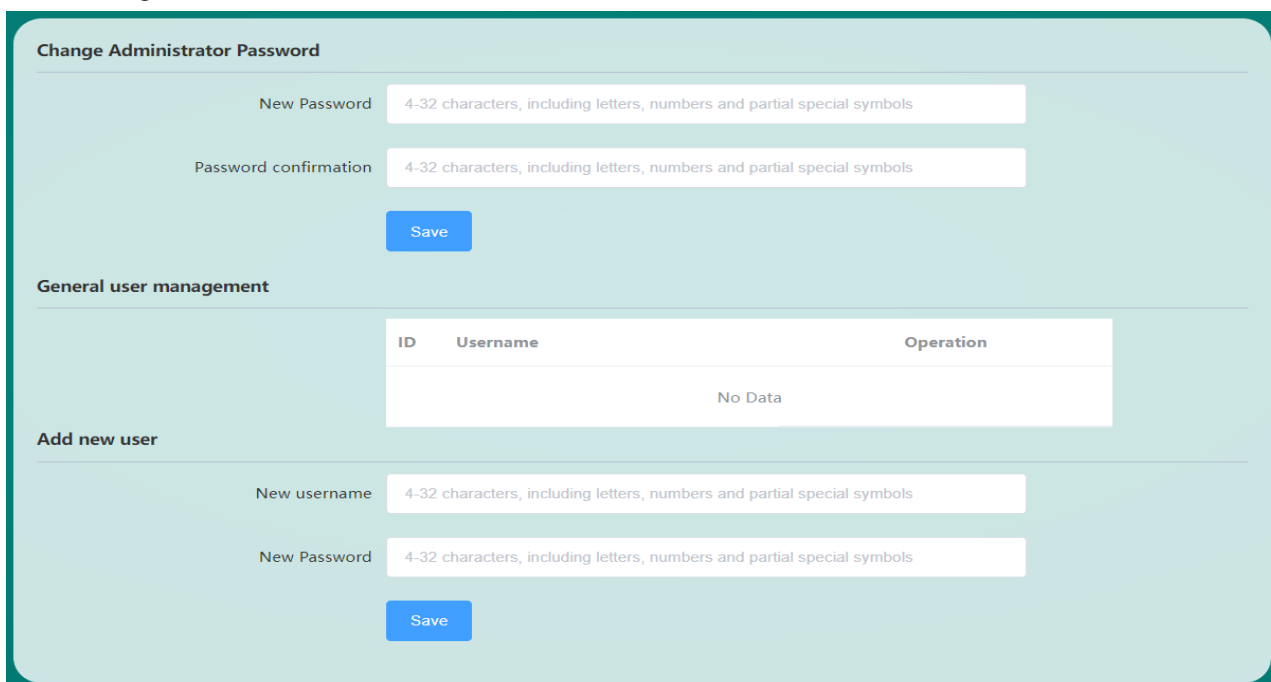 Change Administrator Password
New Password 4-32 characters, including letters, numbers and partial special symbols
Password confirmation 4-32 characters, including letters, numbers and partial special symbols
Save
General user management
ID Username Operation
No Data
Add new user
New username 4-32 characters, including letters, numbers and partial special symbols
New Password 4-32 characters, including letters, numbers and partial special symbols
Save